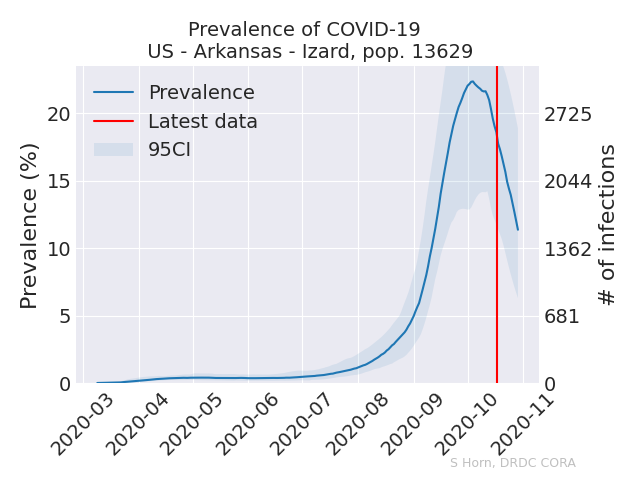 Prevalence of COVID-19
US - Arkansas - Izard, pop. 13629
Prevalence
Latest data
95CI
Prevalence (%)
20
15
10
5
0
2725
2044
1362
681
0
# of infections
2020-03
2020-04
2020-05
2020-06
2020-07
2020-08
2020-09
2020-10
2020-11
S Horn, DRDC CORA